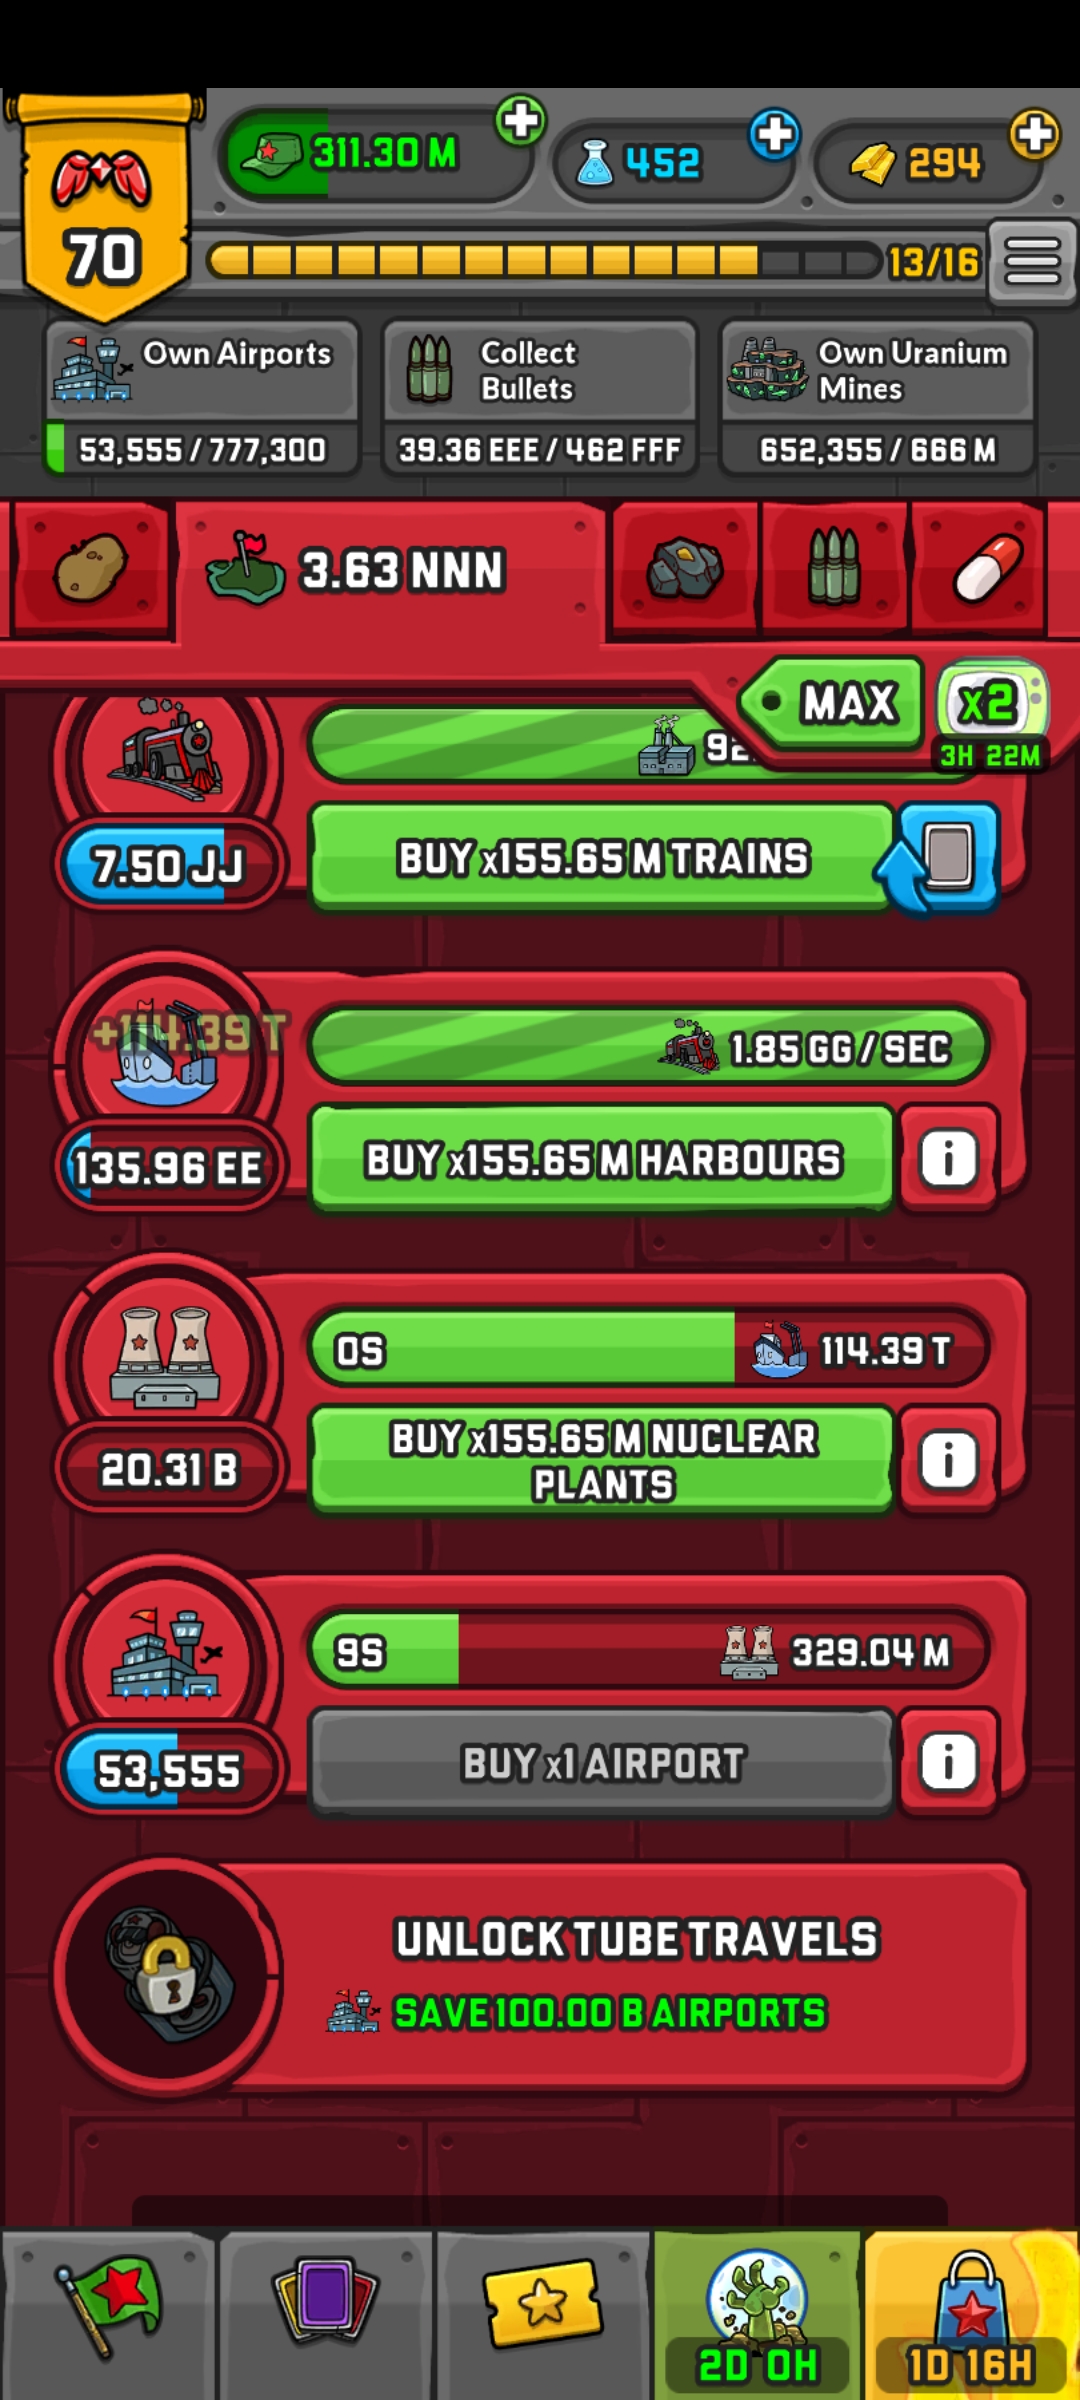 311.30 M
452
294
70
13/16
Own Airports
53,555 / 777,300
Collect
Bullets
39.36 EEE / 462 FFF
Own Uranium
Mines
652,355 / 666 M
3.63 NNN
MAX
x2
3H 22M
92.
7.50 JJ
BUY x155.65 M TRAINS
+114.39 T
1.85 GG / SEC
135.96 EE
BUY x155.65 M HARBOURS
0S
114.39 T
20.31 B
BUY x155.65 M NUCLEAR
PLANTS
9S
329.04 M
53,555
BUY x1 AIRPORT
UNLOCK TUBE TRAVELS
SAVE 100.00 B AIRPORTS
2D 0H
1D 16H